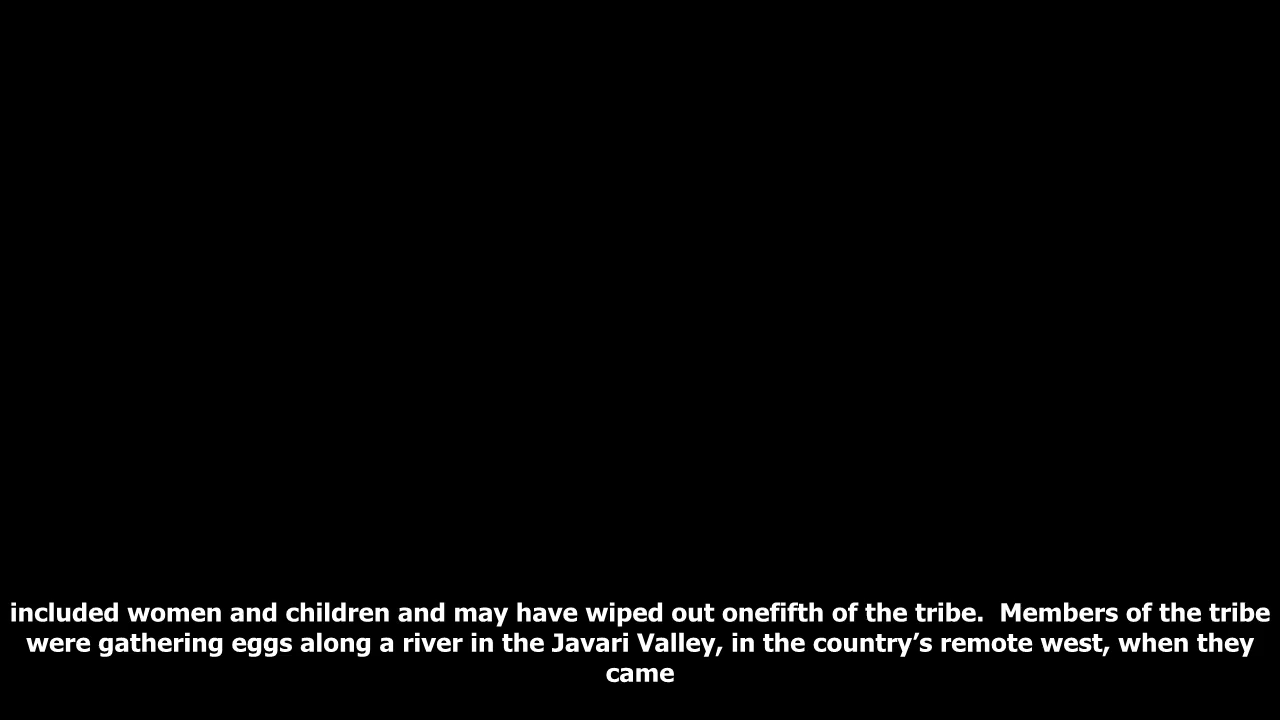 included women and children and may have wiped out onefifth of the tribe.  Members of the tribe
were gathering eggs along a river in the Javari Valley, in the country’s remote west, when they
came